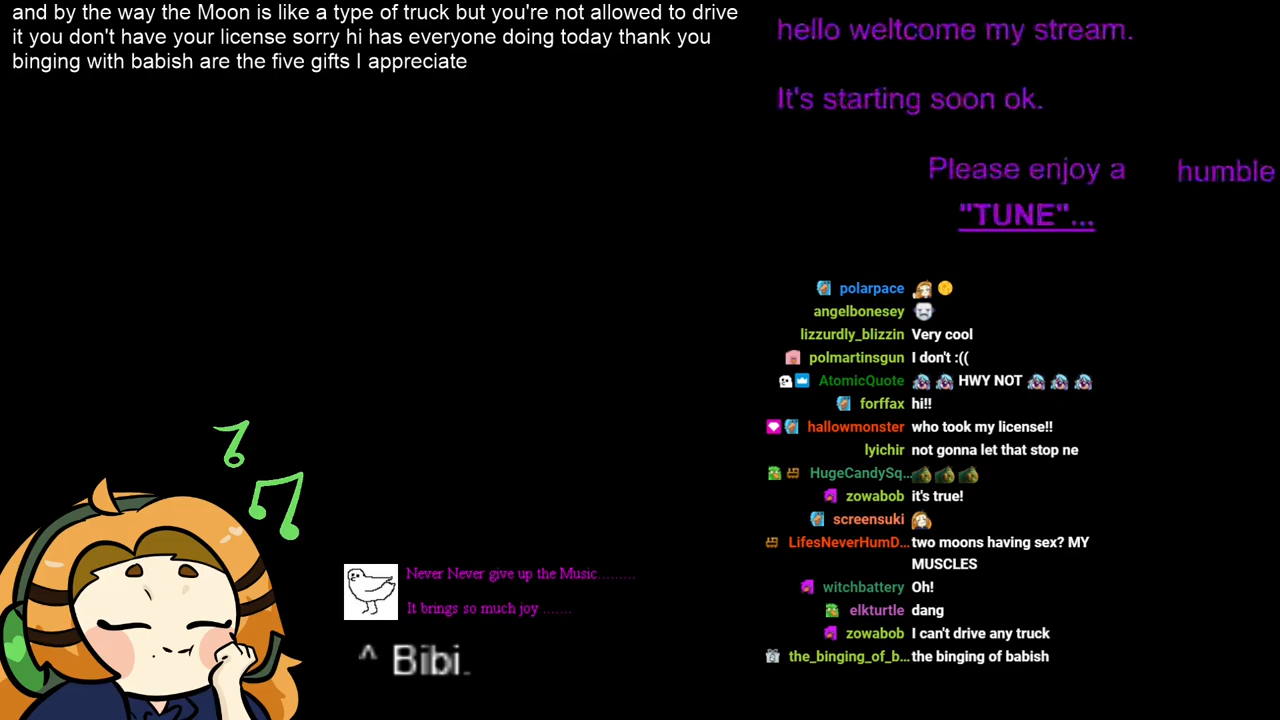 and by the way the Moon is like a type of truck but you're not allowed to drive
it you don't have your license sorry hi has everyone doing today thank you
binging with babish are the five gifts I appreciate
hello weltcome my stream.
It's starting soon ok.
Please enjoy a humble
"TUNE"...
polarpace
angelbonesey
lizzurdly_blizzin Very cool
polmartinsgun I don't :((
AtomicQuote HWY NOT
forffax hi!!
hallowmonster who took my license!!
lyichir not gonna let that stop ne
HugeCandySq...
zowabob it's true!
screensuki
LifesNeverHumD... two moons having sex? MY
MUSCLES
witchbattery Oh!
elkturtle dang
zowabob I can't drive any truck
the_binging_of_b... the binging of babish
Never Never give up the Music.........
It brings so much joy .......
^ Bibi.